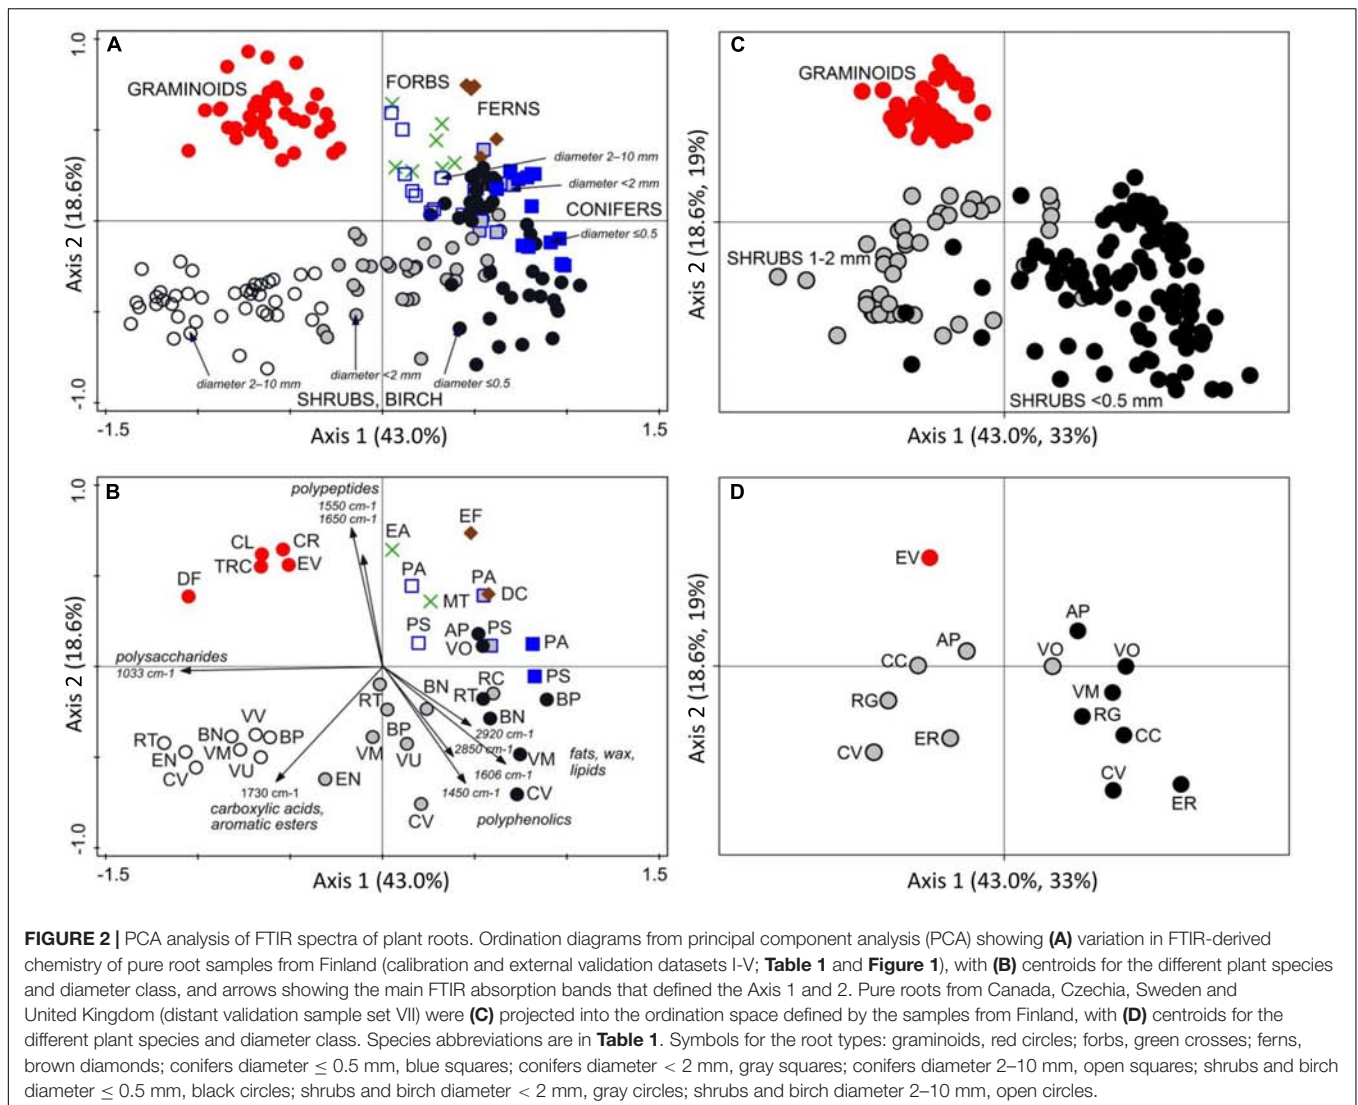 A
1.0
GRAMINOIDS
FORBS
FERNS
diameter 2–10 mm
diameter <2 mm
CONIFERS
diameter ≤0.5
Axis 2 (18.6%)
diameter 2–10 mm
diameter <2 mm
diameter ≤0.5
SHRUBS, BIRCH
-1.0
-1.5
Axis 1 (43.0%)
1.5
C
GRAMINOIDS
SHRUBS 1-2 mm
SHRUBS <0.5 mm
Axis 2 (18.6%, 19%)
Axis 1 (43.0%, 33%)
B
1.0
polypeptides
1550 cm-1
1650 cm-1
EF
EA
CL
CR
TRC
EV
DF
PA
PA
DC
MT
PS
AP
PS
VO
PA
polysaccharides
1033 cm-1
PS
Axis 2 (18.6%)
RT
BN
RC
RT
BP
BN
VV
RT
BN
BP
EN
VM
CV
VU
BP
VM
VU
2920 cm-1
2850 cm-1
VM
fats, wax,
lipids
1606 cm-1
EN
1730 cm-1
1450 cm-1
CV
carboxylic acids,
aromatic esters
CV
polyphenolics
-1.0
-1.5
Axis 1 (43.0%)
1.5
D
EV
AP
AP
VO
VO
CC
VM
RG
RG
CC
ER
CV
CV
ER
Axis 2 (18.6%, 19%)
Axis 1 (43.0%, 33%)
FIGURE 2 | PCA analysis of FTIR spectra of plant roots. Ordination diagrams from principal component analysis (PCA) showing (A) variation in FTIR-derived
chemistry of pure root samples from Finland (calibration and external validation datasets I-V; Table 1 and Figure 1), with (B) centroids for the different plant species
and diameter class, and arrows showing the main FTIR absorption bands that defined the Axis 1 and 2. Pure roots from Canada, Czechia, Sweden and
United Kingdom (distant validation sample set VII) were (C) projected into the ordination space defined by the samples from Finland, with (D) centroids for the
different plant species and diameter class. Species abbreviations are in Table 1. Symbols for the root types: graminoids, red circles; forbs, green crosses; ferns,
brown diamonds; conifers diameter ≤ 0.5 mm, blue squares; conifers diameter < 2 mm, gray squares; conifers diameter 2–10 mm, open squares; shrubs and birch
diameter ≤ 0.5 mm, black circles; shrubs and birch diameter < 2 mm, gray circles; shrubs and birch diameter 2–10 mm, open circles.